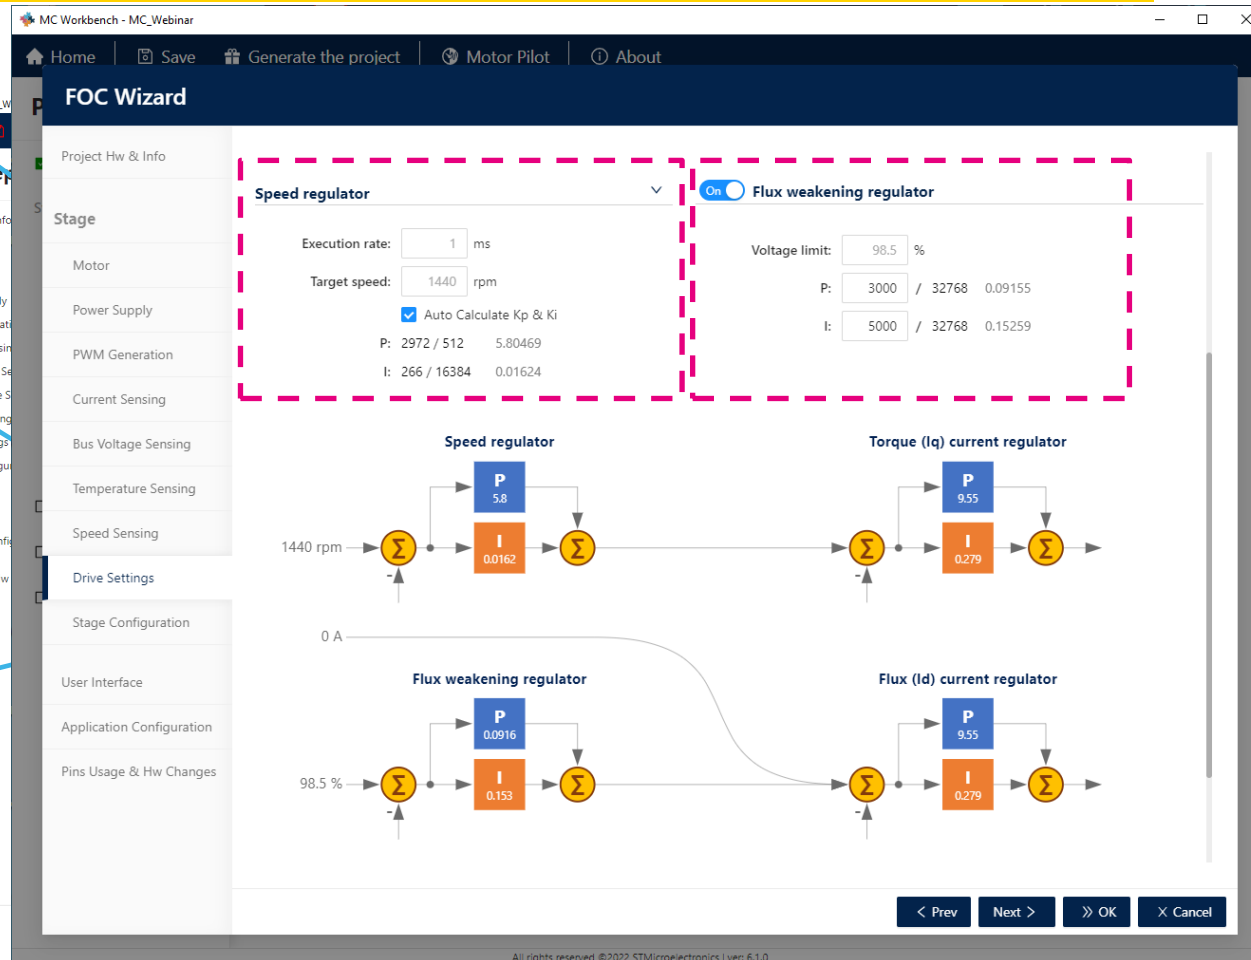 MC Workbench - MC_Webinar
Home
Save
Generate the project
Motor Pilot
About
FOC Wizard
Project Hw & Info
Stage
Motor
Power Supply
PWM Generation
Current Sensing
Bus Voltage Sensing
Temperature Sensing
Speed Sensing
Drive Settings
Stage Configuration
User Interface
Application Configuration
Pins Usage & Hw Changes
Speed regulator
Execution rate: 1 ms
Target speed: 1440 rpm
Auto Calculate Kp & Ki
P: 2972 / 512 5.80469
I: 266 / 16384 0.01624
On Flux weakening regulator
Voltage limit: 98.5 %
P: 3000 / 32768 0.09155
I: 5000 / 32768 0.15259
Speed regulator
P
5.8
1440 rpm
Σ
I
0.0162
Σ
-
Torque (Iq) current regulator
P
9.55
Σ
I
0.279
Σ
-
0 A
Flux weakening regulator
P
0.0916
98.5 %
Σ
I
0.153
Σ
-
Flux (Id) current regulator
P
9.55
Σ
I
0.279
Σ
-
< Prev
Next >
OK
Cancel
All rights reserved ©2022 STMicroelectronics | ver: 6.1.0